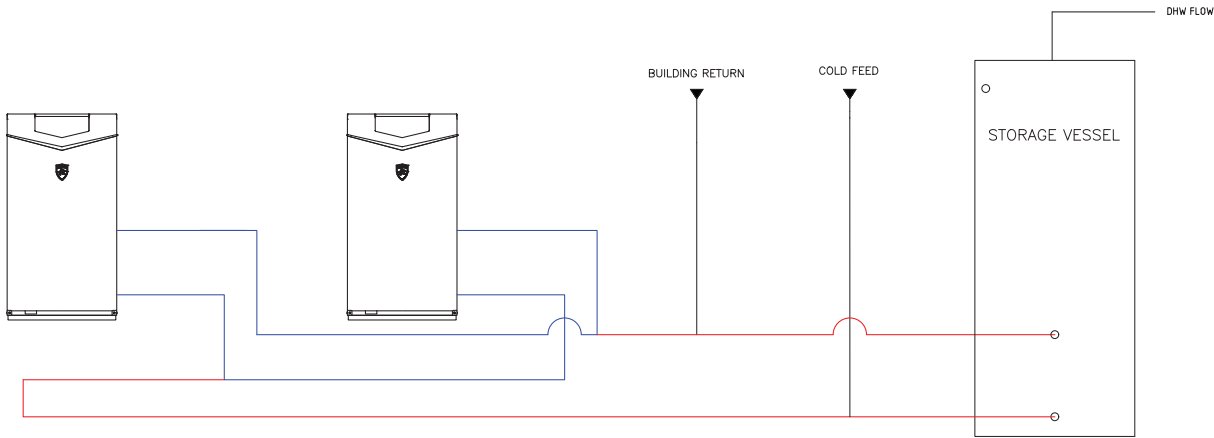 DHW FLOW
BUILDING RETURN
COLD FEED
STORAGE VESSEL